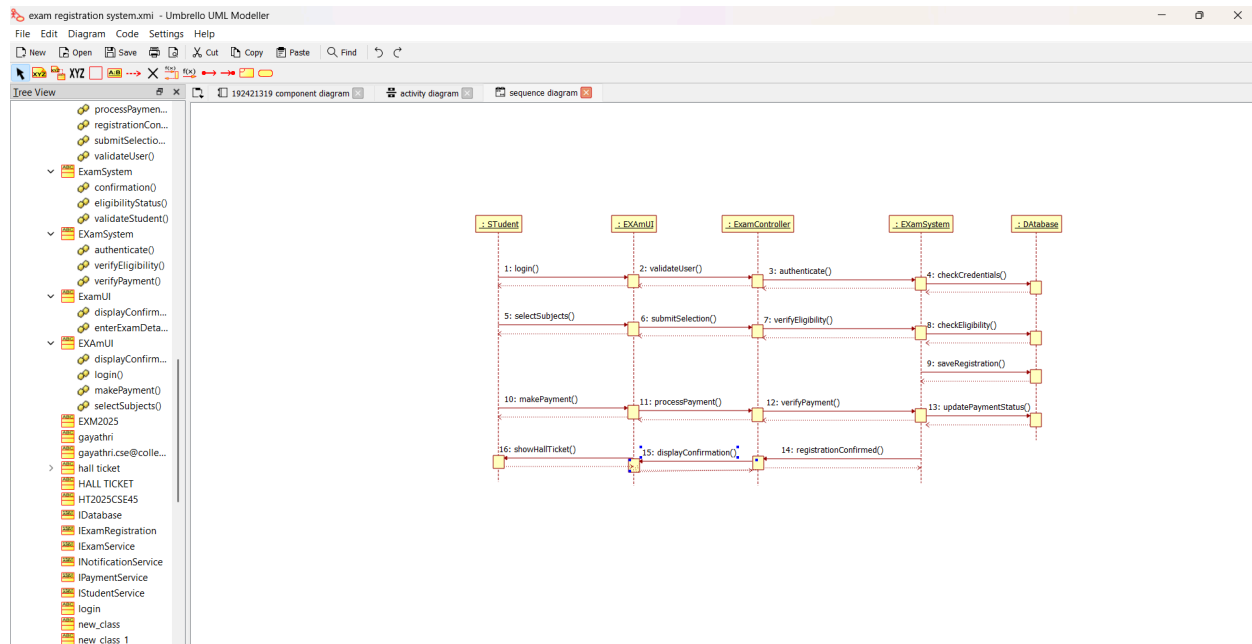 exam registration system.xmi - Umbrello UML Modeller
File Edit Diagram Code Settings Help
New Open Save Cut Copy Paste Find
XYZ XYZ A:B f(x) f(x)
Tree View
192421319 component diagram activity diagram sequence diagram
processPaymen...
registrationCon...
submitSelectio...
validateUser()
ExamSystem
confirmation()
eligibilityStatus()
validateStudent()
EXamSystem
authenticate()
verifyEligibility()
verifyPayment()
ExamUI
displayConfirm...
enterExamDeta...
EXAmUI
displayConfirm...
login()
makePayment()
selectSubjects()
EXM2025
gayathri
gayathri.cse@colle...
hall ticket
HALL TICKET
HT2025CSE45
IDatabase
IExamRegistration
IExamService
INotificationService
IPaymentService
IStudentService
login
new_class
new_class_1
: STudent : EXAmUI : ExamController : EXamSystem : DAtabase
1: login() 2: validateUser() 3: authenticate() 4: checkCredentials()
5: selectSubjects() 6: submitSelection() 7: verifyEligibility() 8: checkEligibility()
9: saveRegistration()
10: makePayment() 11: processPayment() 12: verifyPayment() 13: updatePaymentStatus()
16: showHallTicket() 15: displayConfirmation() 14: registrationConfirmed()